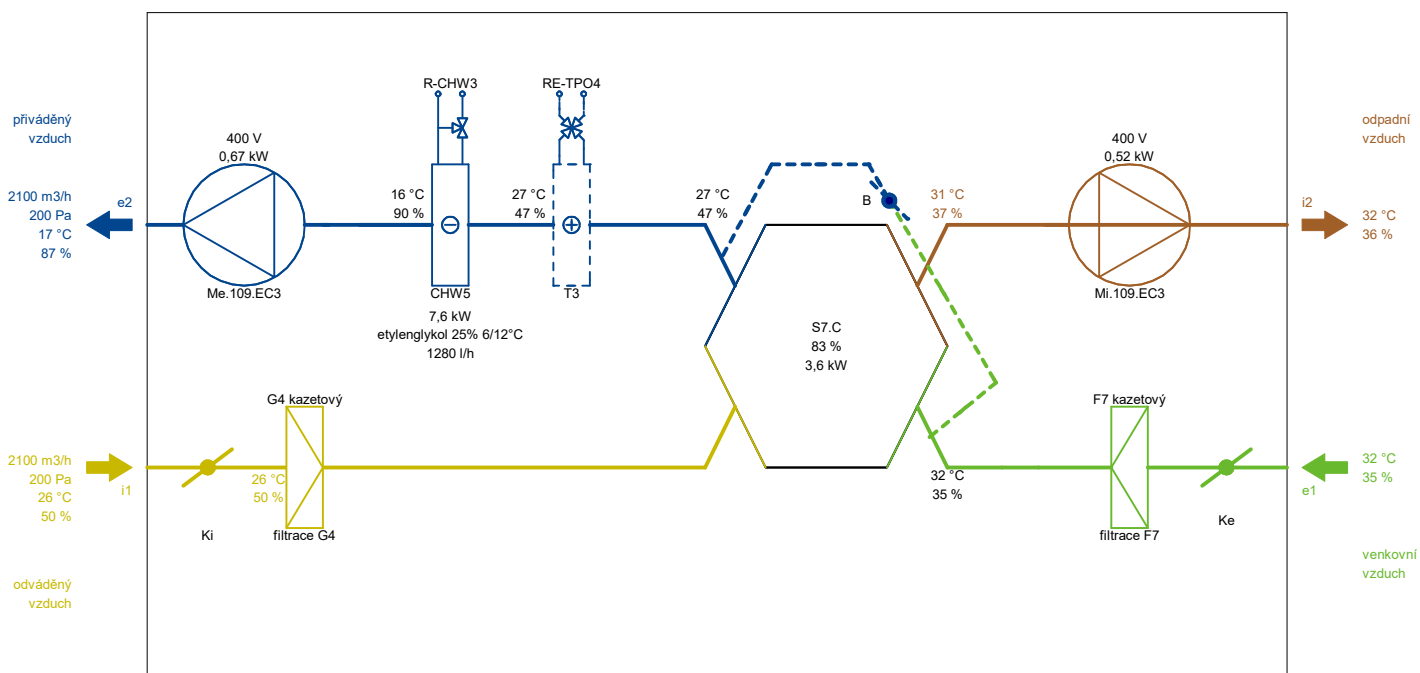 R-CHW3
RE-TPO4
přiváděný
vzduch
400 V
0,67 kW
400 V
0,52 kW
odpadní
vzduch
2100 m3/h
200 Pa
17 °C
87 %
e2
16 °C
90 %
27 °C
47 %
27 °C
47 %
B
31 °C
37 %
i2
32 °C
36 %
Me.109.EC3
CHW5
T3
Mi.109.EC3
7,6 kW
etylenglykol 25% 6/12°C
1280 l/h
S7.C
83 %
3,6 kW
G4 kazetový
F7 kazetový
2100 m3/h
200 Pa
26 °C
50 %
i1
26 °C
50 %
32 °C
35 %
32 °C
35 %
e1
Ki
filtrace G4
filtrace F7
Ke
odváděný
vzduch
venkovní
vzduch